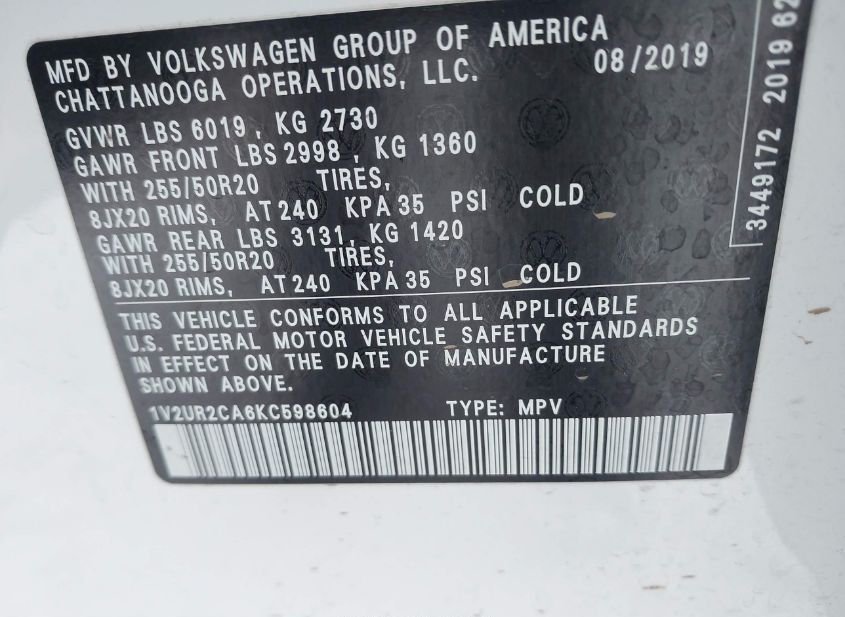 MFD BY VOLKSWAGEN GROUP OF AMERICA
CHATTANOOGA OPERATIONS, LLC. 08/2019
GVWR LBS 6019 , KG 2730
GAWR FRONT LBS 2998 , KG 1360
WITH 255/50R20 TIRES,
8JX20 RIMS, AT 240 KPA 35 PSI COLD
GAWR REAR LBS 3131, KG 1420
WITH 255/50R20 TIRES,
8JX20 RIMS, AT 240 KPA 35 PSI COLD
THIS VEHICLE CONFORMS TO ALL APPLICABLE
U.S. FEDERAL MOTOR VEHICLE SAFETY STANDARDS
IN EFFECT ON THE DATE OF MANUFACTURE
SHOWN ABOVE.
1V2UR2CA6KC598604 TYPE: MPV
3449172 2019 62